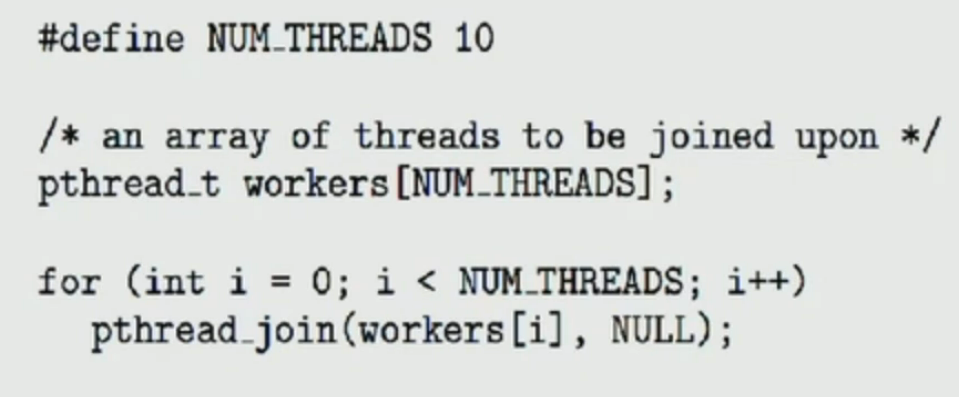 #define NUM_THREADS 10
/* an array of threads to be joined upon */
pthread_t workers[NUM_THREADS];
for (int i = 0; i < NUM_THREADS; i++)
pthread_join(workers[i], NULL);